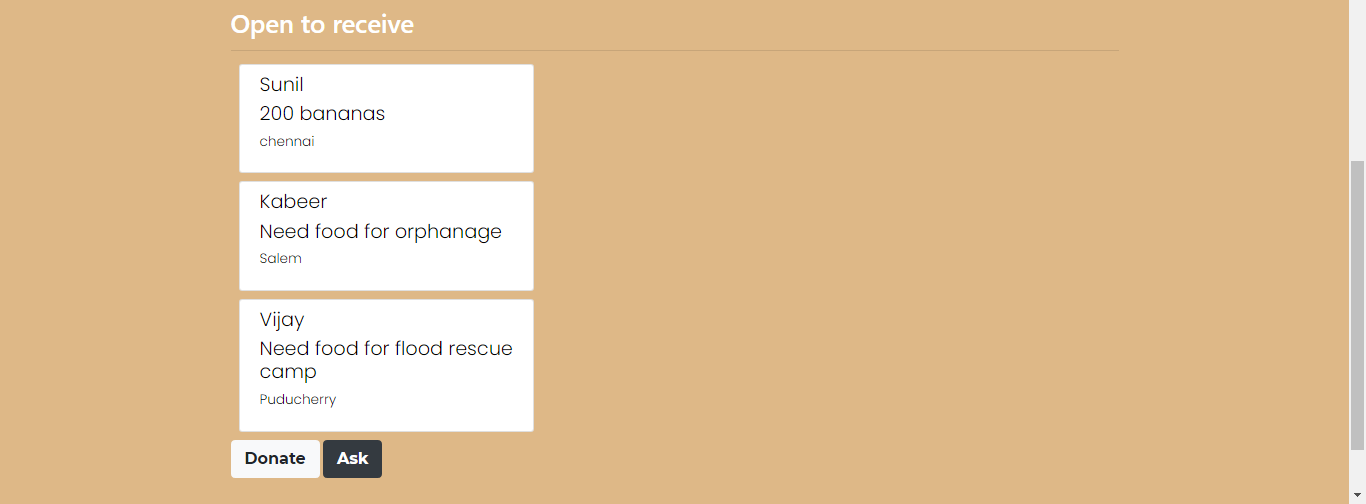 Open to receive
Sunil
200 bananas
chennai
Kabeer
Need food for orphanage
Salem
Vijay
Need food for flood rescue
camp
Puducherry
Donate Ask